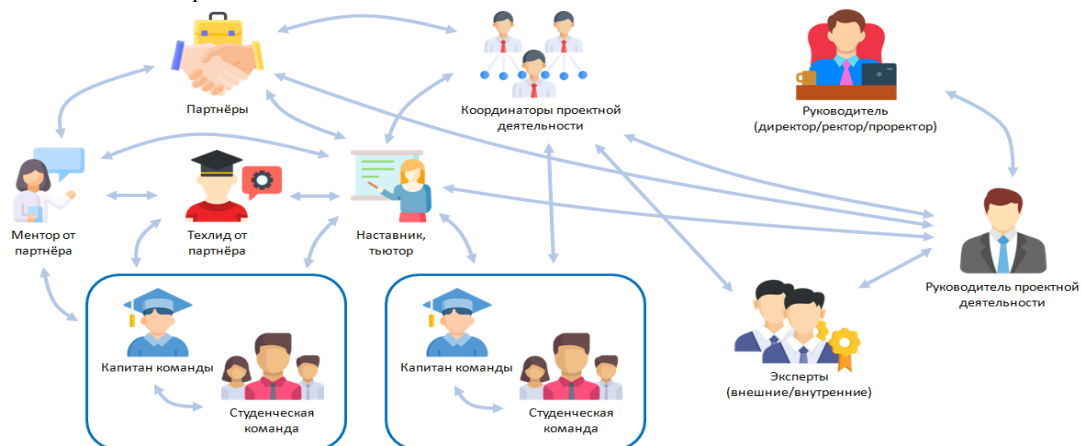 Партнёры
Координаторы проектной
деятельности
Руководитель
(директор/ректор/проректор)
Ментор от
партнёра
Техлид от
партнёра
Наставник,
тьютор
Руководитель проектной
деятельности
Капитан команды
Студенческая
команда
Капитан команды
Студенческая
команда
Эксперты
(внешние/внутренние)